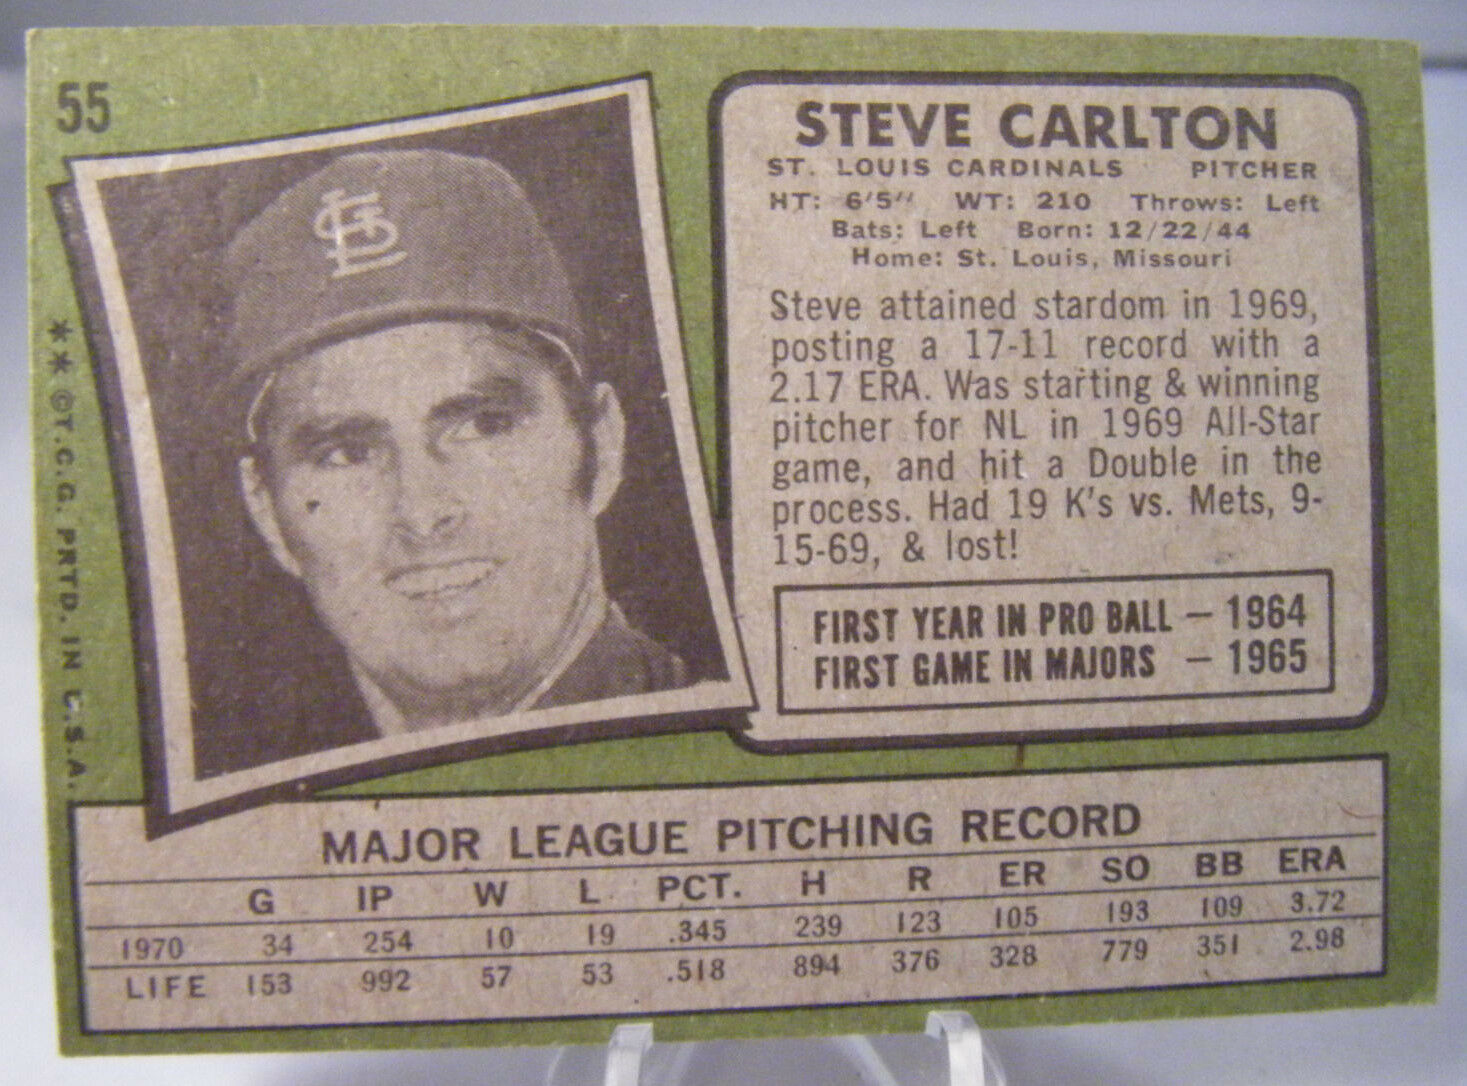 55
STEVE CARLTON
ST. LOUIS CARDINALS PITCHER
HT: 6'5" WT: 210 Throws: Left
Bats: Left Born: 12/22/44
Home: St. Louis, Missouri
Steve attained stardom in 1969,
posting a 17-11 record with a
2.17 ERA. Was starting & winning
pitcher for NL in 1969 All-Star
game, and hit a Double in the
process. Had 19 K's vs. Mets, 9-
15-69, & lost!
FIRST YEAR IN PRO BALL — 1964
FIRST GAME IN MAJORS — 1965
StL
** ©T.C.G. PRTD. IN U.S.A.
MAJOR LEAGUE PITCHING RECORD
G IP W L PCT. H R ER SO BB ERA
1970 34 254 10 19 .345 239 123 105 193 109 3.72
LIFE 153 992 57 53 .518 894 376 328 779 351 2.98